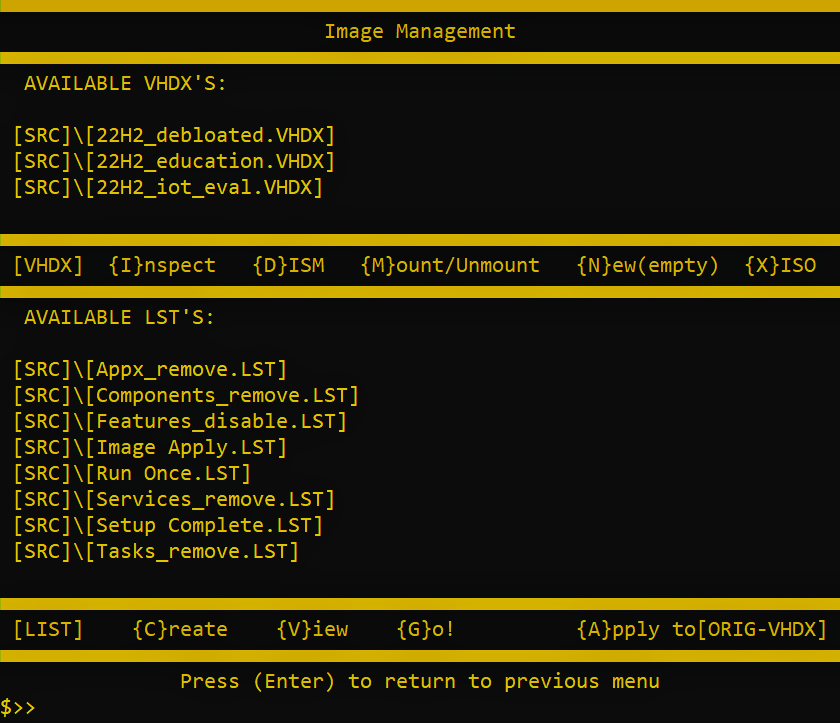 Image Management
AVAILABLE VHDX'S:
[SRC]\[22H2_debloated.VHDX]
[SRC]\[22H2_education.VHDX]
[SRC]\[22H2_iot_eval.VHDX]
[VHDX]  {I}nspect   {D}ISM   {M}ount/Unmount   {N}ew(empty)  {X}ISO
AVAILABLE LST'S:
[SRC]\[Appx_remove.LST]
[SRC]\[Components_remove.LST]
[SRC]\[Features_disable.LST]
[SRC]\[Image Apply.LST]
[SRC]\[Run Once.LST]
[SRC]\[Services_remove.LST]
[SRC]\[Setup Complete.LST]
[SRC]\[Tasks_remove.LST]
[LIST]    {C}reate    {V}iew    {G}o!          {A}pply to[ORIG-VHDX]
Press (Enter) to return to previous menu
$>>